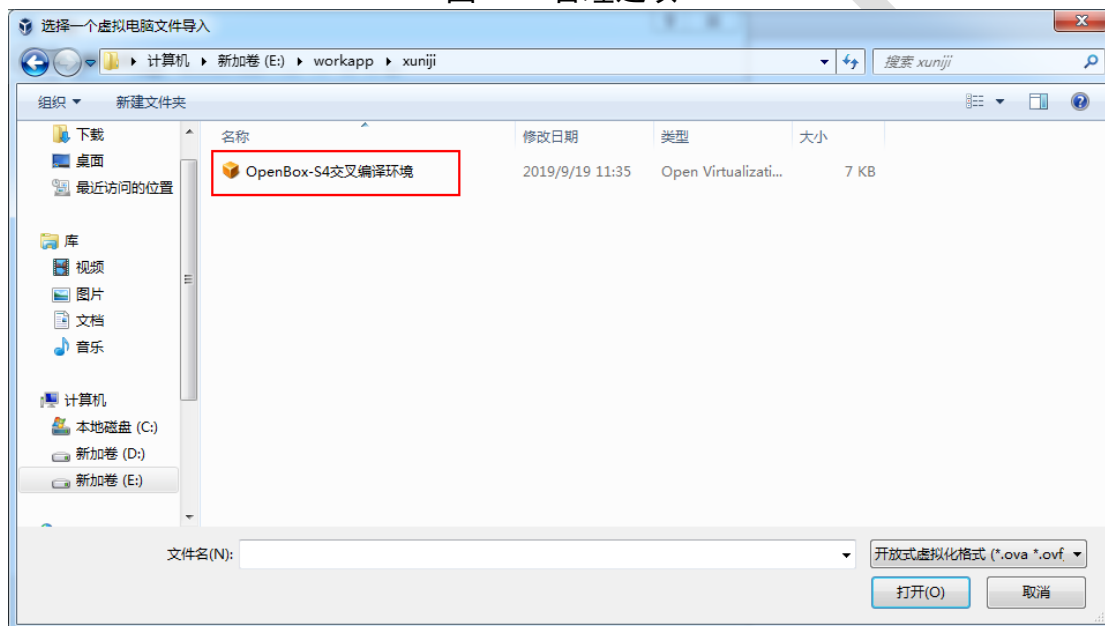 选择一个虚拟电脑文件导入
计算机 新加卷 (E:) workapp xuniji
搜索 xuniji
组织 新建文件夹
名称 修改日期 类型 大小
OpenBox-S4交叉编译环境 2019/9/19 11:35 Open Virtualizati... 7 KB
下载
桌面
最近访问的位置
库
视频
图片
文档
音乐
计算机
本地磁盘 (C:)
新加卷 (D:)
新加卷 (E:)
文件名(N):
开放式虚拟化格式 (*.ova *.ovf
打开(O) 取消